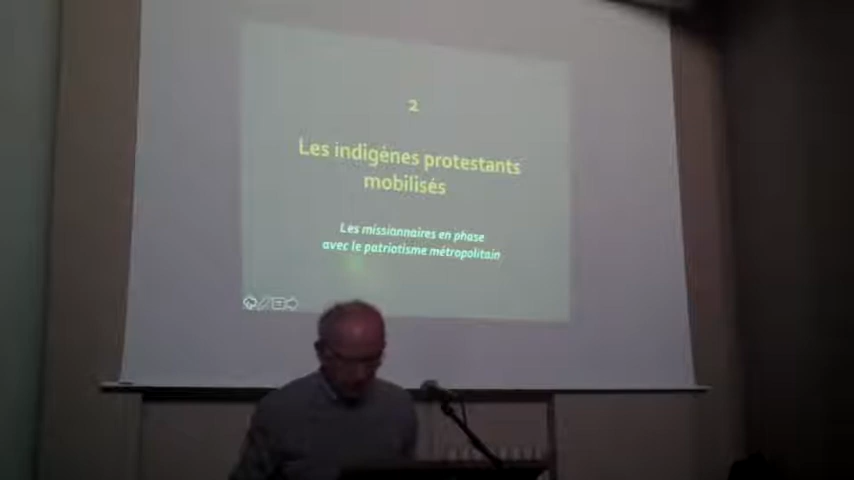 2
Les indigènes protestants
mobilisés
Les missionnaires en phase
avec le patriotisme métropolitain